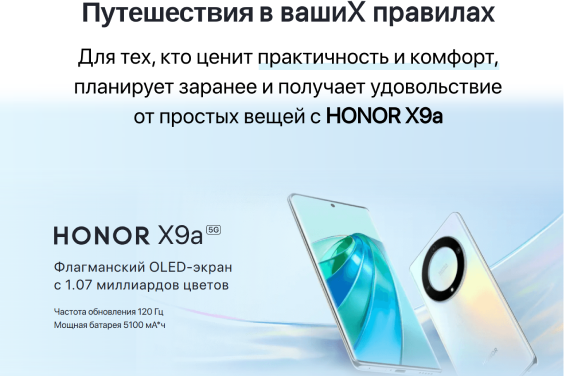 Путешествия в вашиХ правилах
Для тех, кто ценит практичность и комфорт,
планирует заранее и получает удовольствие
от простых вещей с HONOR X9a
HONOR X9a 5G
Флагманский OLED-экран
с 1.07 миллиардов цветов
Частота обновления 120 Гц
Мощная батарея 5100 мА*ч